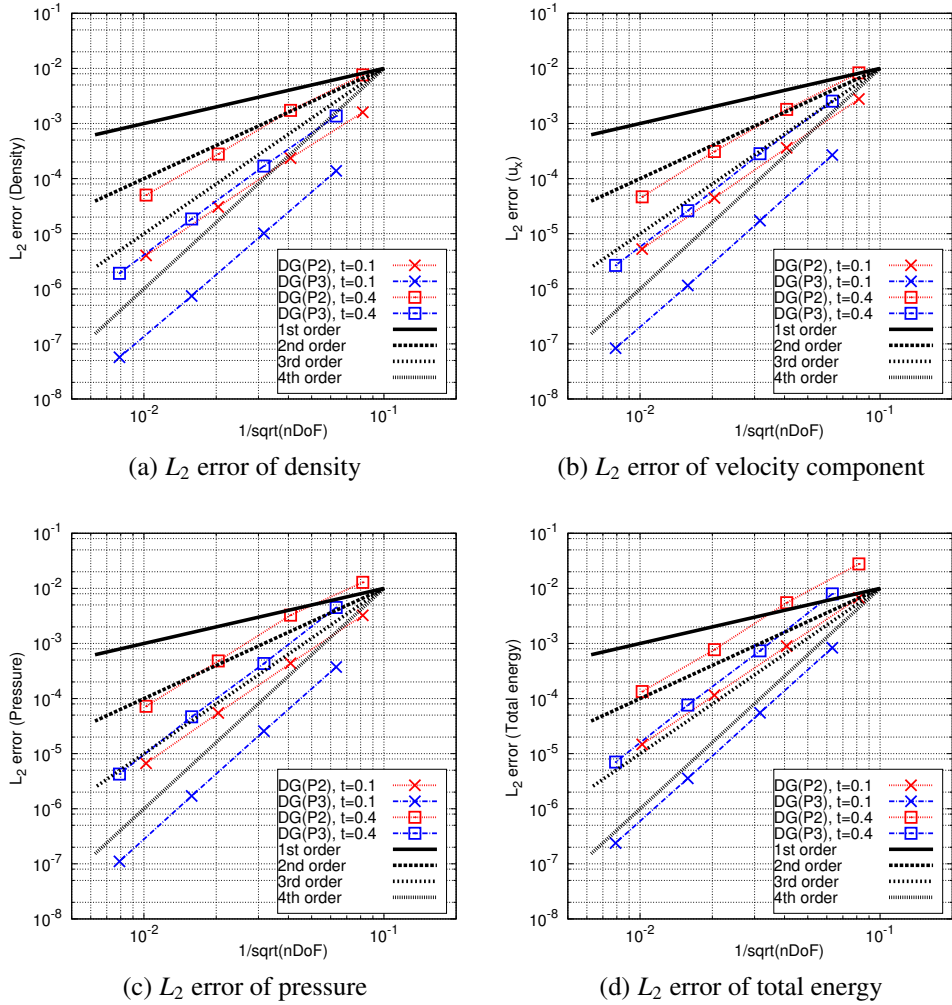 10^-1
10^-2
10^-3
10^-4
10^-5
10^-6
10^-7
10^-8
L2 error (Density)
DG(P2), t=0.1
DG(P3), t=0.1
DG(P2), t=0.4
DG(P3), t=0.4
1st order
2nd order
3rd order
4th order
10^-2
10^-1
1/sqrt(nDoF)
(a) L2 error of density
10^-1
10^-2
10^-3
10^-4
10^-5
10^-6
10^-7
10^-8
L2 error (ux)
DG(P2), t=0.1
DG(P3), t=0.1
DG(P2), t=0.4
DG(P3), t=0.4
1st order
2nd order
3rd order
4th order
10^-2
10^-1
1/sqrt(nDoF)
(b) L2 error of velocity component
10^-1
10^-2
10^-3
10^-4
10^-5
10^-6
10^-7
10^-8
L2 error (Pressure)
DG(P2), t=0.1
DG(P3), t=0.1
DG(P2), t=0.4
DG(P3), t=0.4
1st order
2nd order
3rd order
4th order
10^-2
10^-1
1/sqrt(nDoF)
(c) L2 error of pressure
10^-1
10^-2
10^-3
10^-4
10^-5
10^-6
10^-7
10^-8
L2 error (Total energy)
DG(P2), t=0.1
DG(P3), t=0.1
DG(P2), t=0.4
DG(P3), t=0.4
1st order
2nd order
3rd order
4th order
10^-2
10^-1
1/sqrt(nDoF)
(d) L2 error of total energy